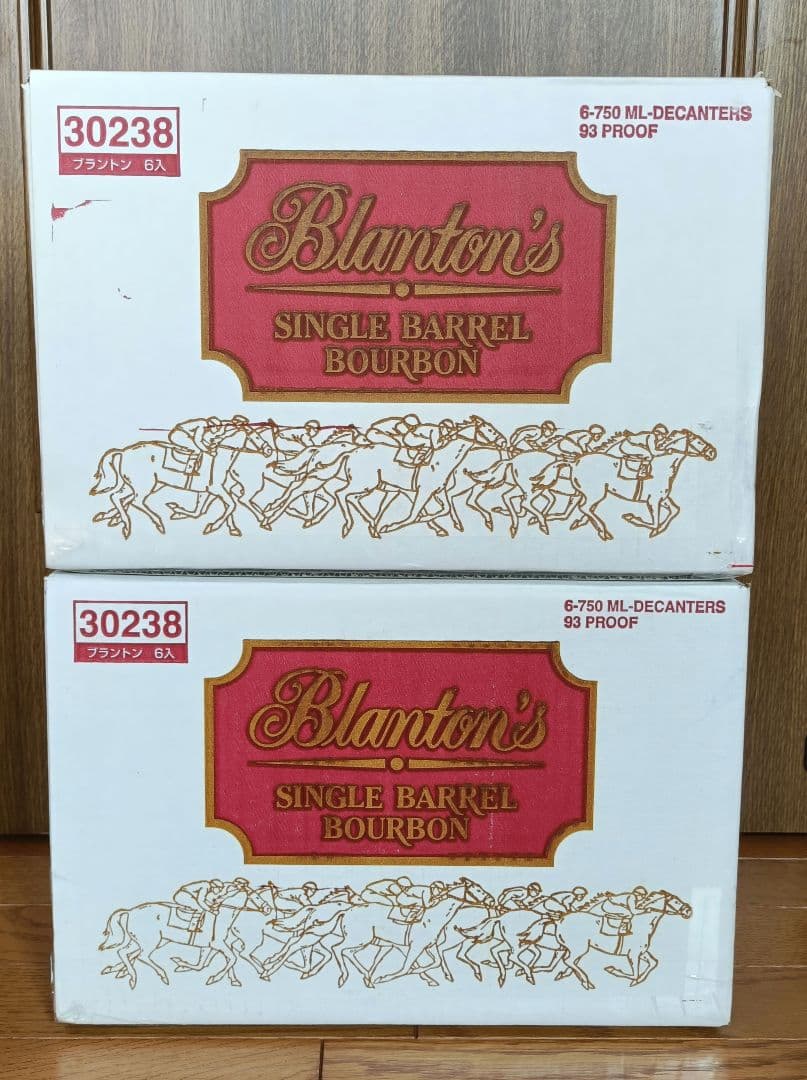 30238
ブラントン 6入
6-750 ML-DECANTERS
93 PROOF
Blanton's
SINGLE BARREL
BOURBON
30238
ブラントン 6入
6-750 ML-DECANTERS
93 PROOF
Blanton's
SINGLE BARREL
BOURBON